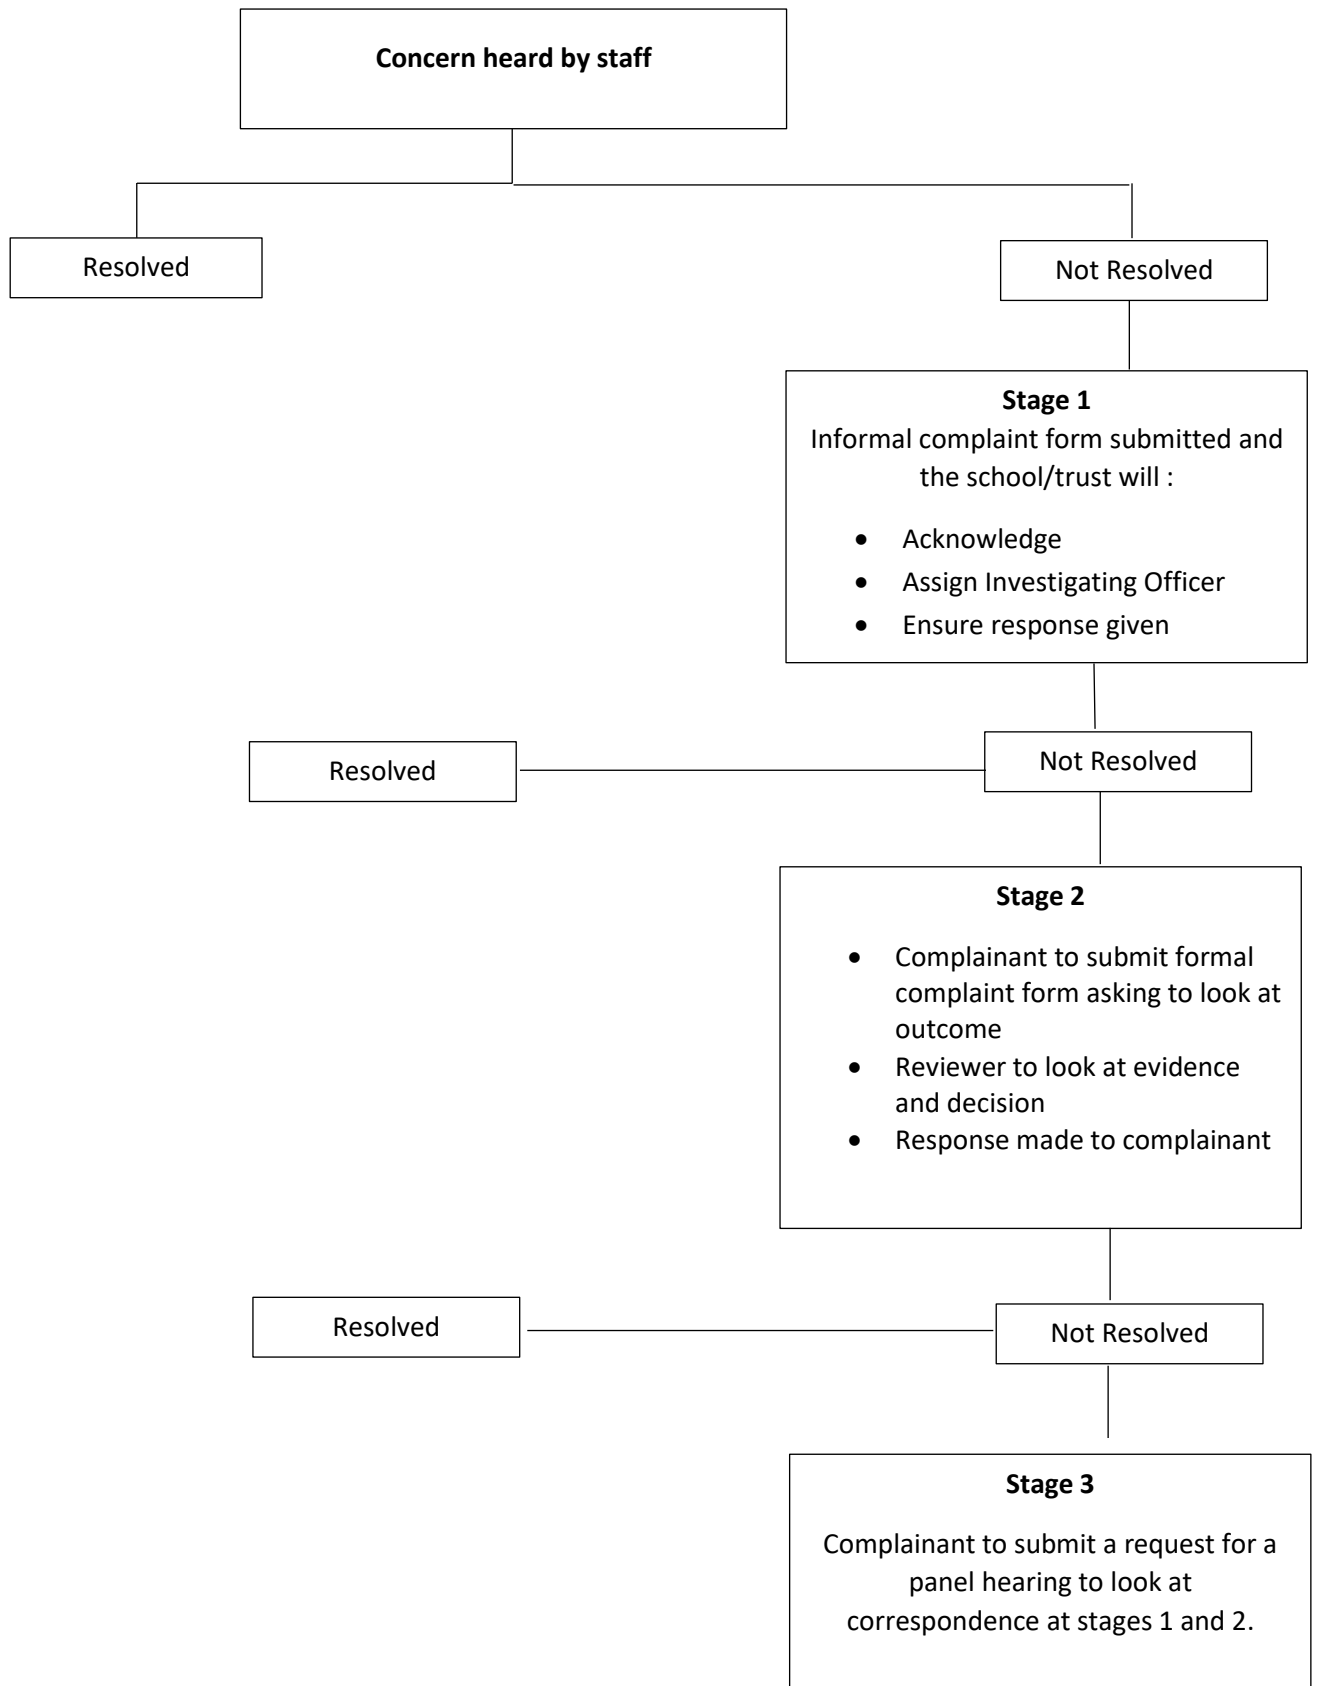 Concern heard by staff
Resolved
Not Resolved
Stage 1
Informal complaint form submitted and
the school/trust will :
• Acknowledge
• Assign Investigating Officer
• Ensure response given
Resolved
Not Resolved
Stage 2
• Complainant to submit formal
complaint form asking to look at
outcome
• Reviewer to look at evidence
and decision
• Response made to complainant
Resolved
Not Resolved
Stage 3
Complainant to submit a request for a
panel hearing to look at
correspondence at stages 1 and 2.